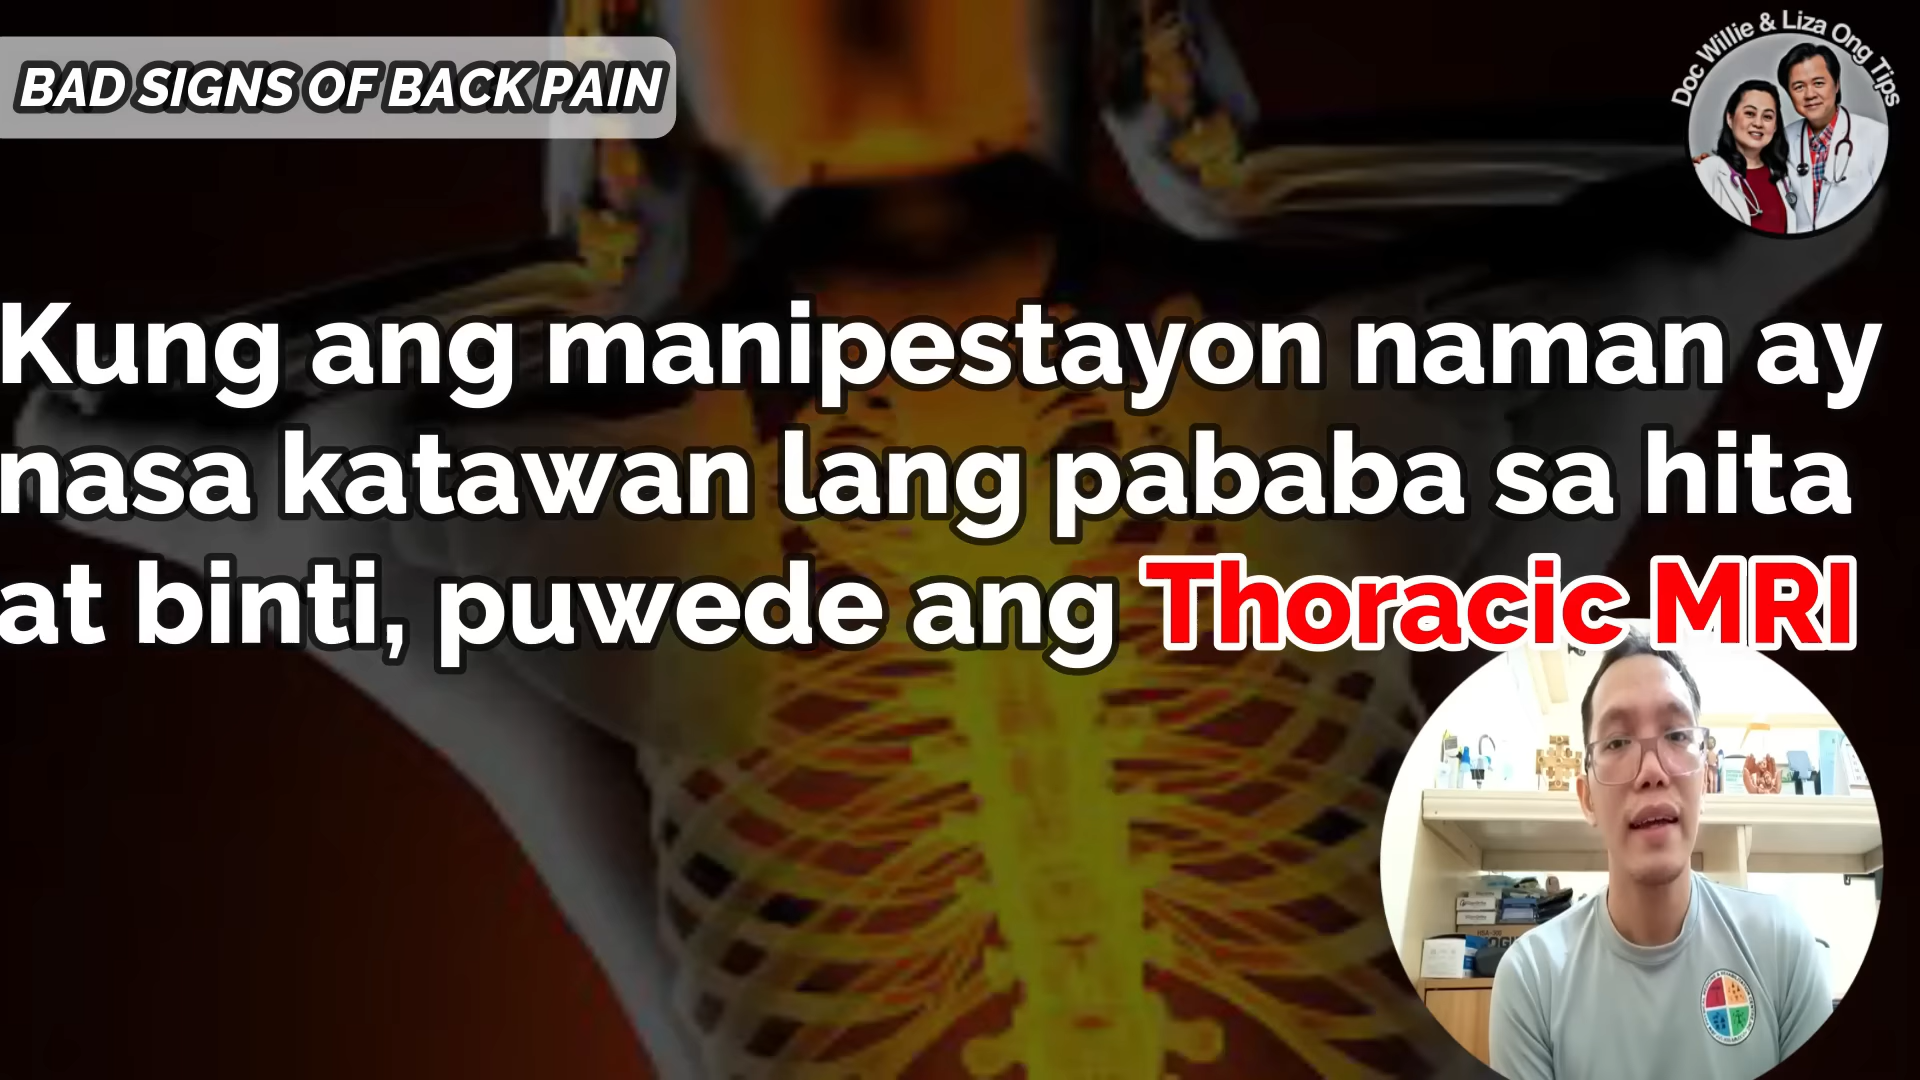 BAD SIGNS OF BACK PAIN
Doc Willie & Liza Ong Tips
Kung ang manipestayon naman ay
nasa katawan lang pababa sa hita
at binti, puwede ang Thoracic MRI